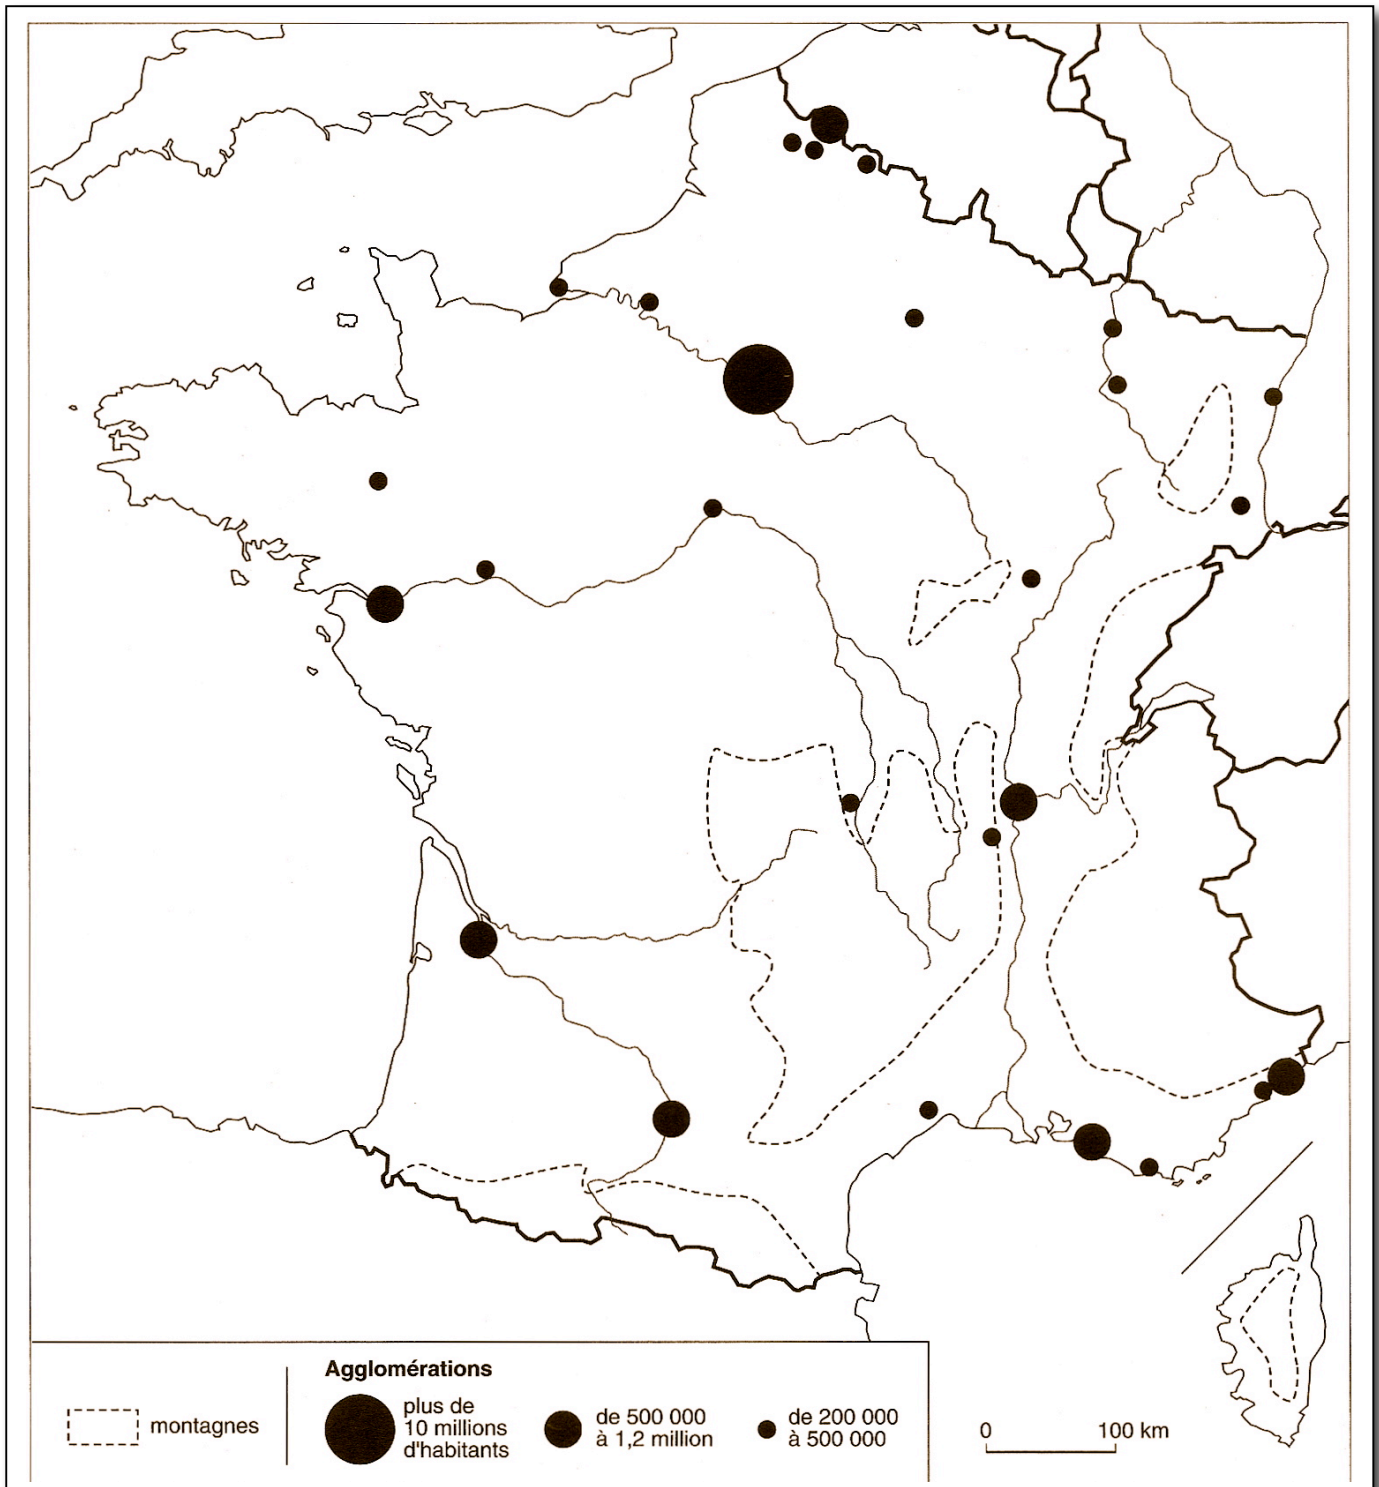 Agglomérations
montagnes
plus de
10 millions
d'habitants
de 500 000
à 1,2 million
de 200 000
à 500 000
0 100 km